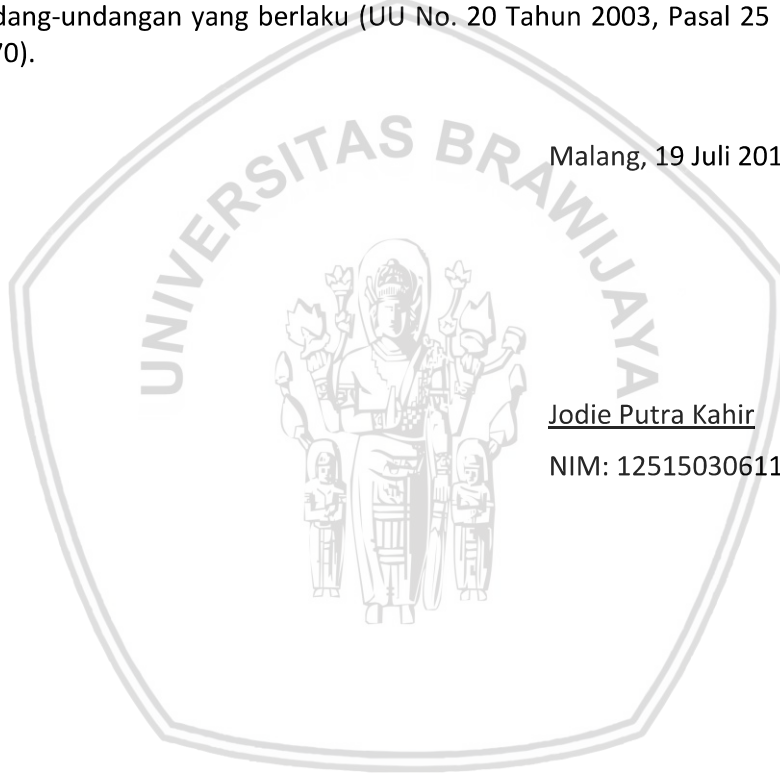 dang-undangan yang berlaku (UU No. 20 Tahun 2003, Pasal 25
70).
UNIVERSITAS BRAWIJAYA
Malang, 19 Juli 201
Jodie Putra Kahir
NIM: 12515030611